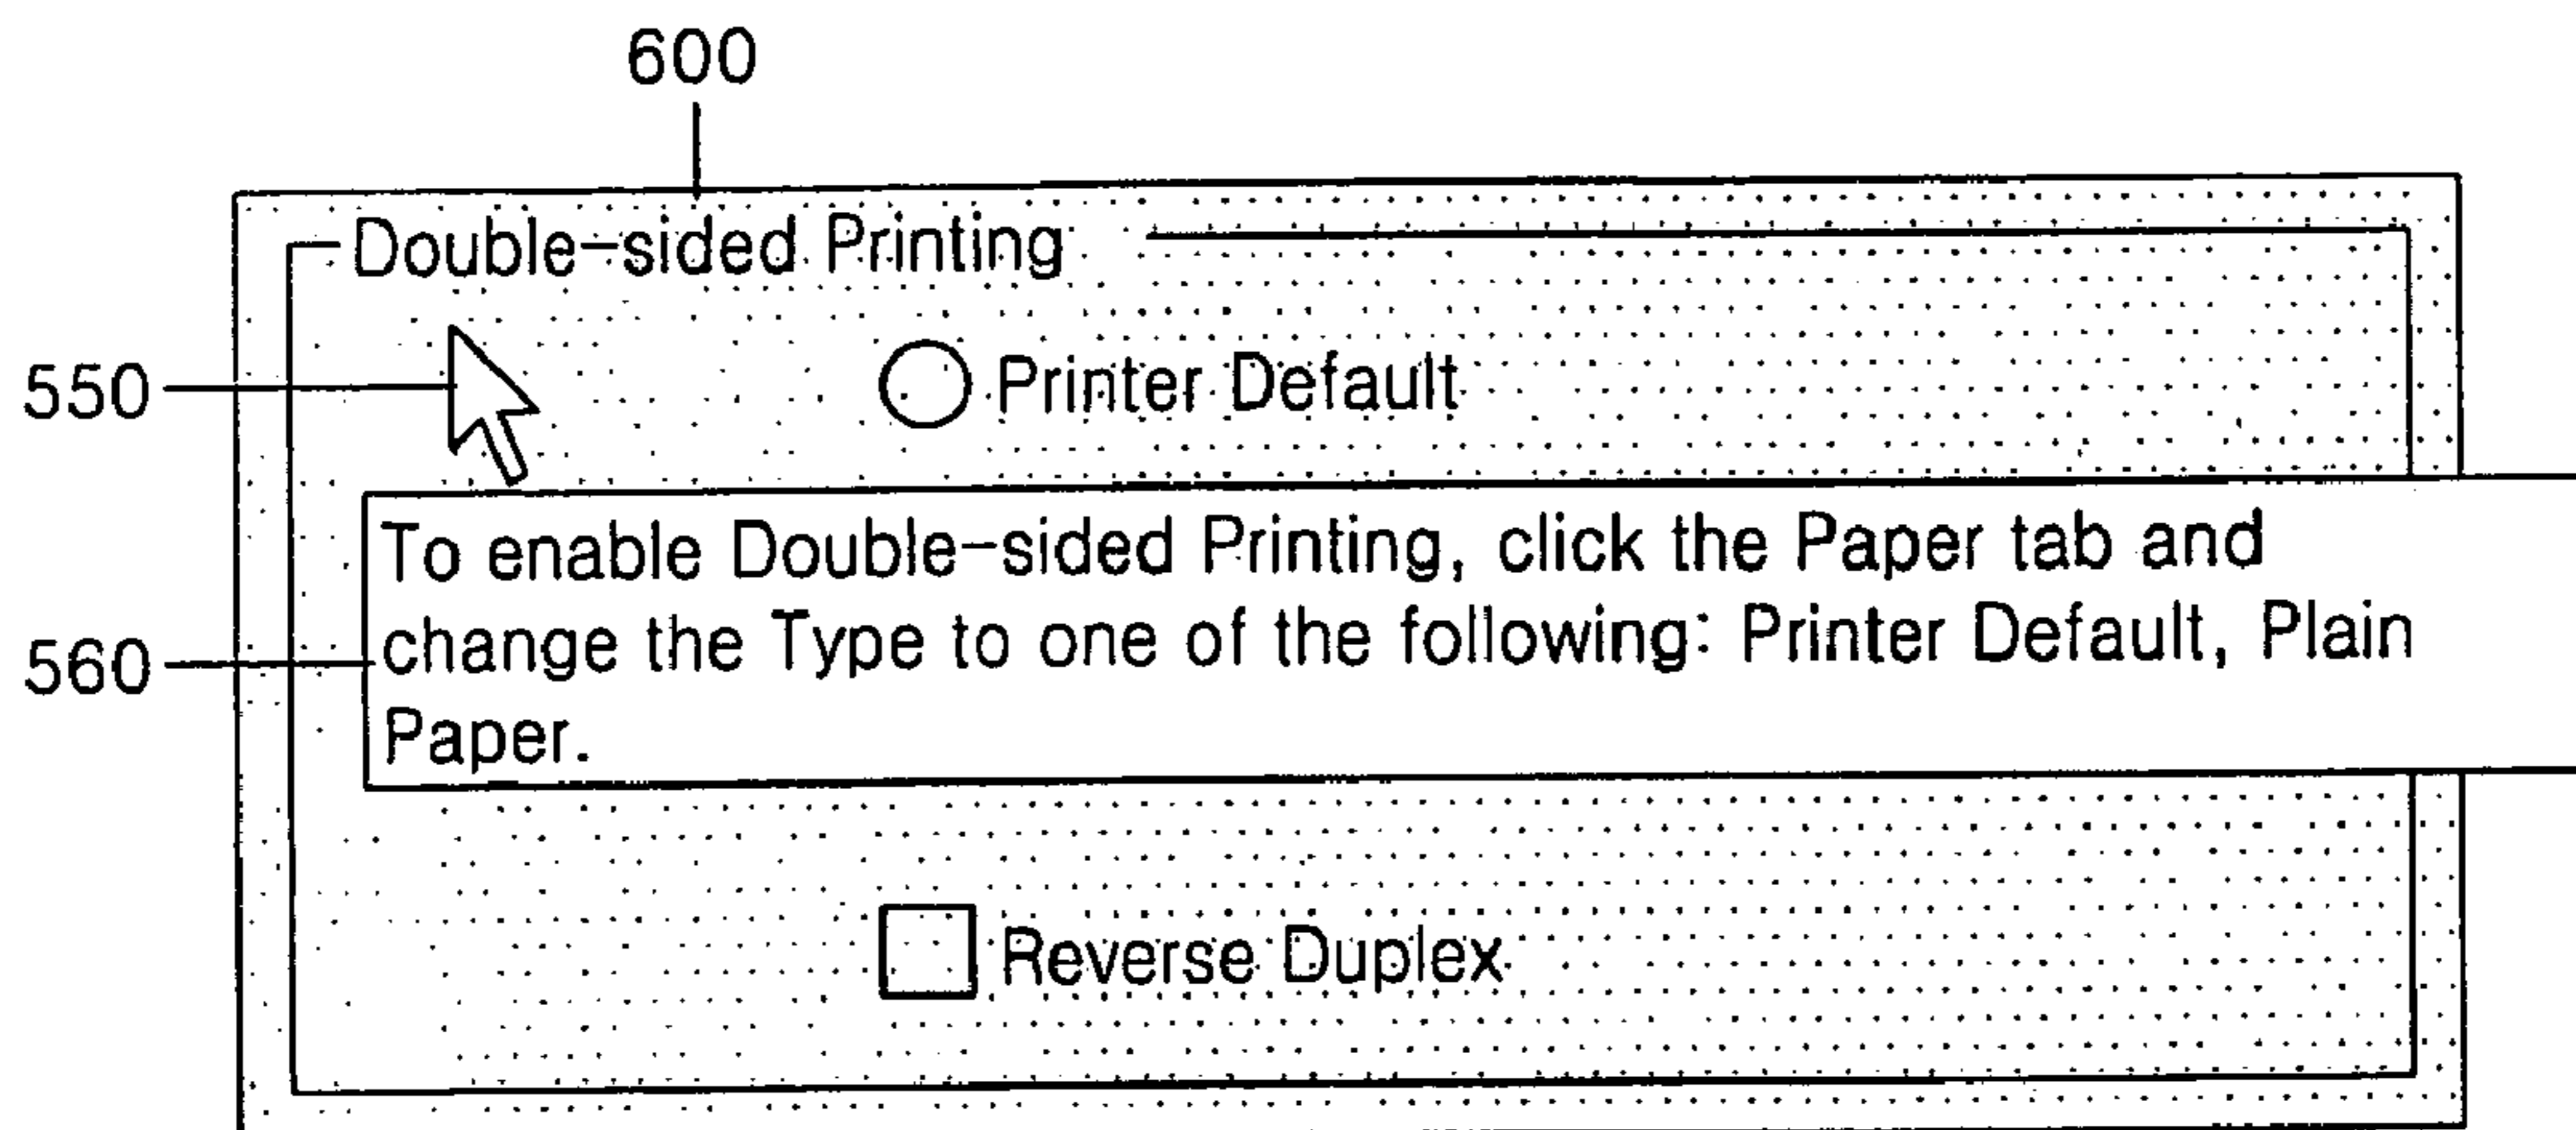 600
Double-sided Printing
550
Printer Default
To enable Double-sided Printing, click the Paper tab and
change the Type to one of the following: Printer Default, Plain
560
Paper.
Reverse Duplex